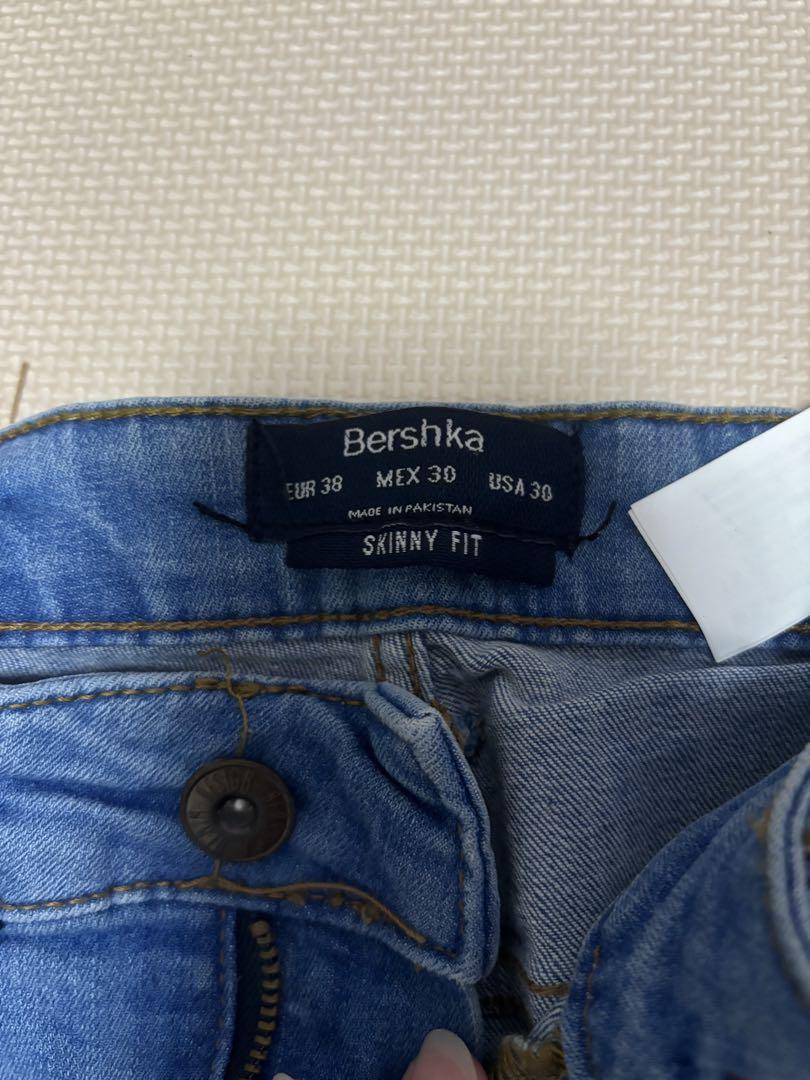 Bershka
EUR 38 MEX 30 USA 30
MADE IN PAKISTAN
SKINNY FIT